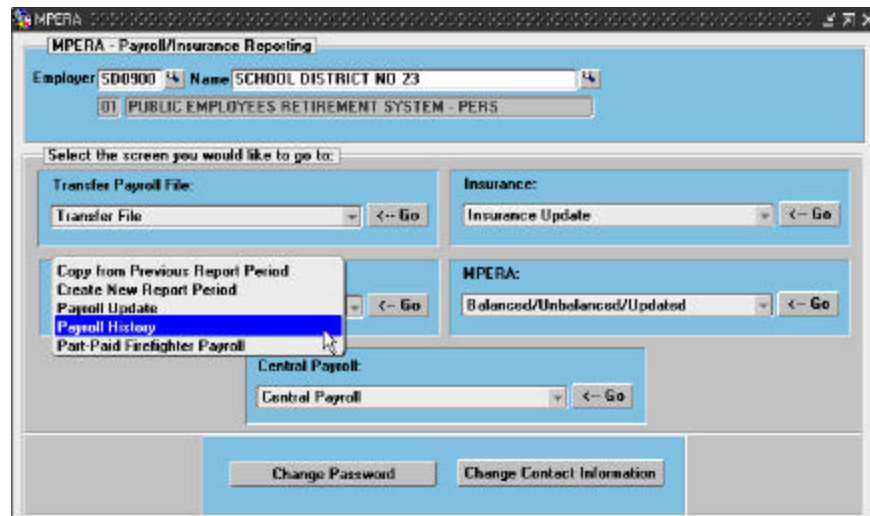 MPERA
MPERA - Payroll/Insurance Reporting
Employer SD0900 Name SCHOOL DISTRICT NO 23
01 PUBLIC EMPLOYEES RETIREMENT SYSTEM - PERS
Select the screen you would like to go to:
Transfer Payroll File:
Transfer File <-- Go
Insurance:
Insurance Update <-- Go
Copy from Previous Report Period
Create New Report Period
Payroll Update
Payroll History
Part-Paid Firefighter Payroll
<-- Go
MPERA:
Balanced/Unbalanced/Updated <-- Go
Central Payroll:
Central Payroll <-- Go
Change Password
Change Contact Information